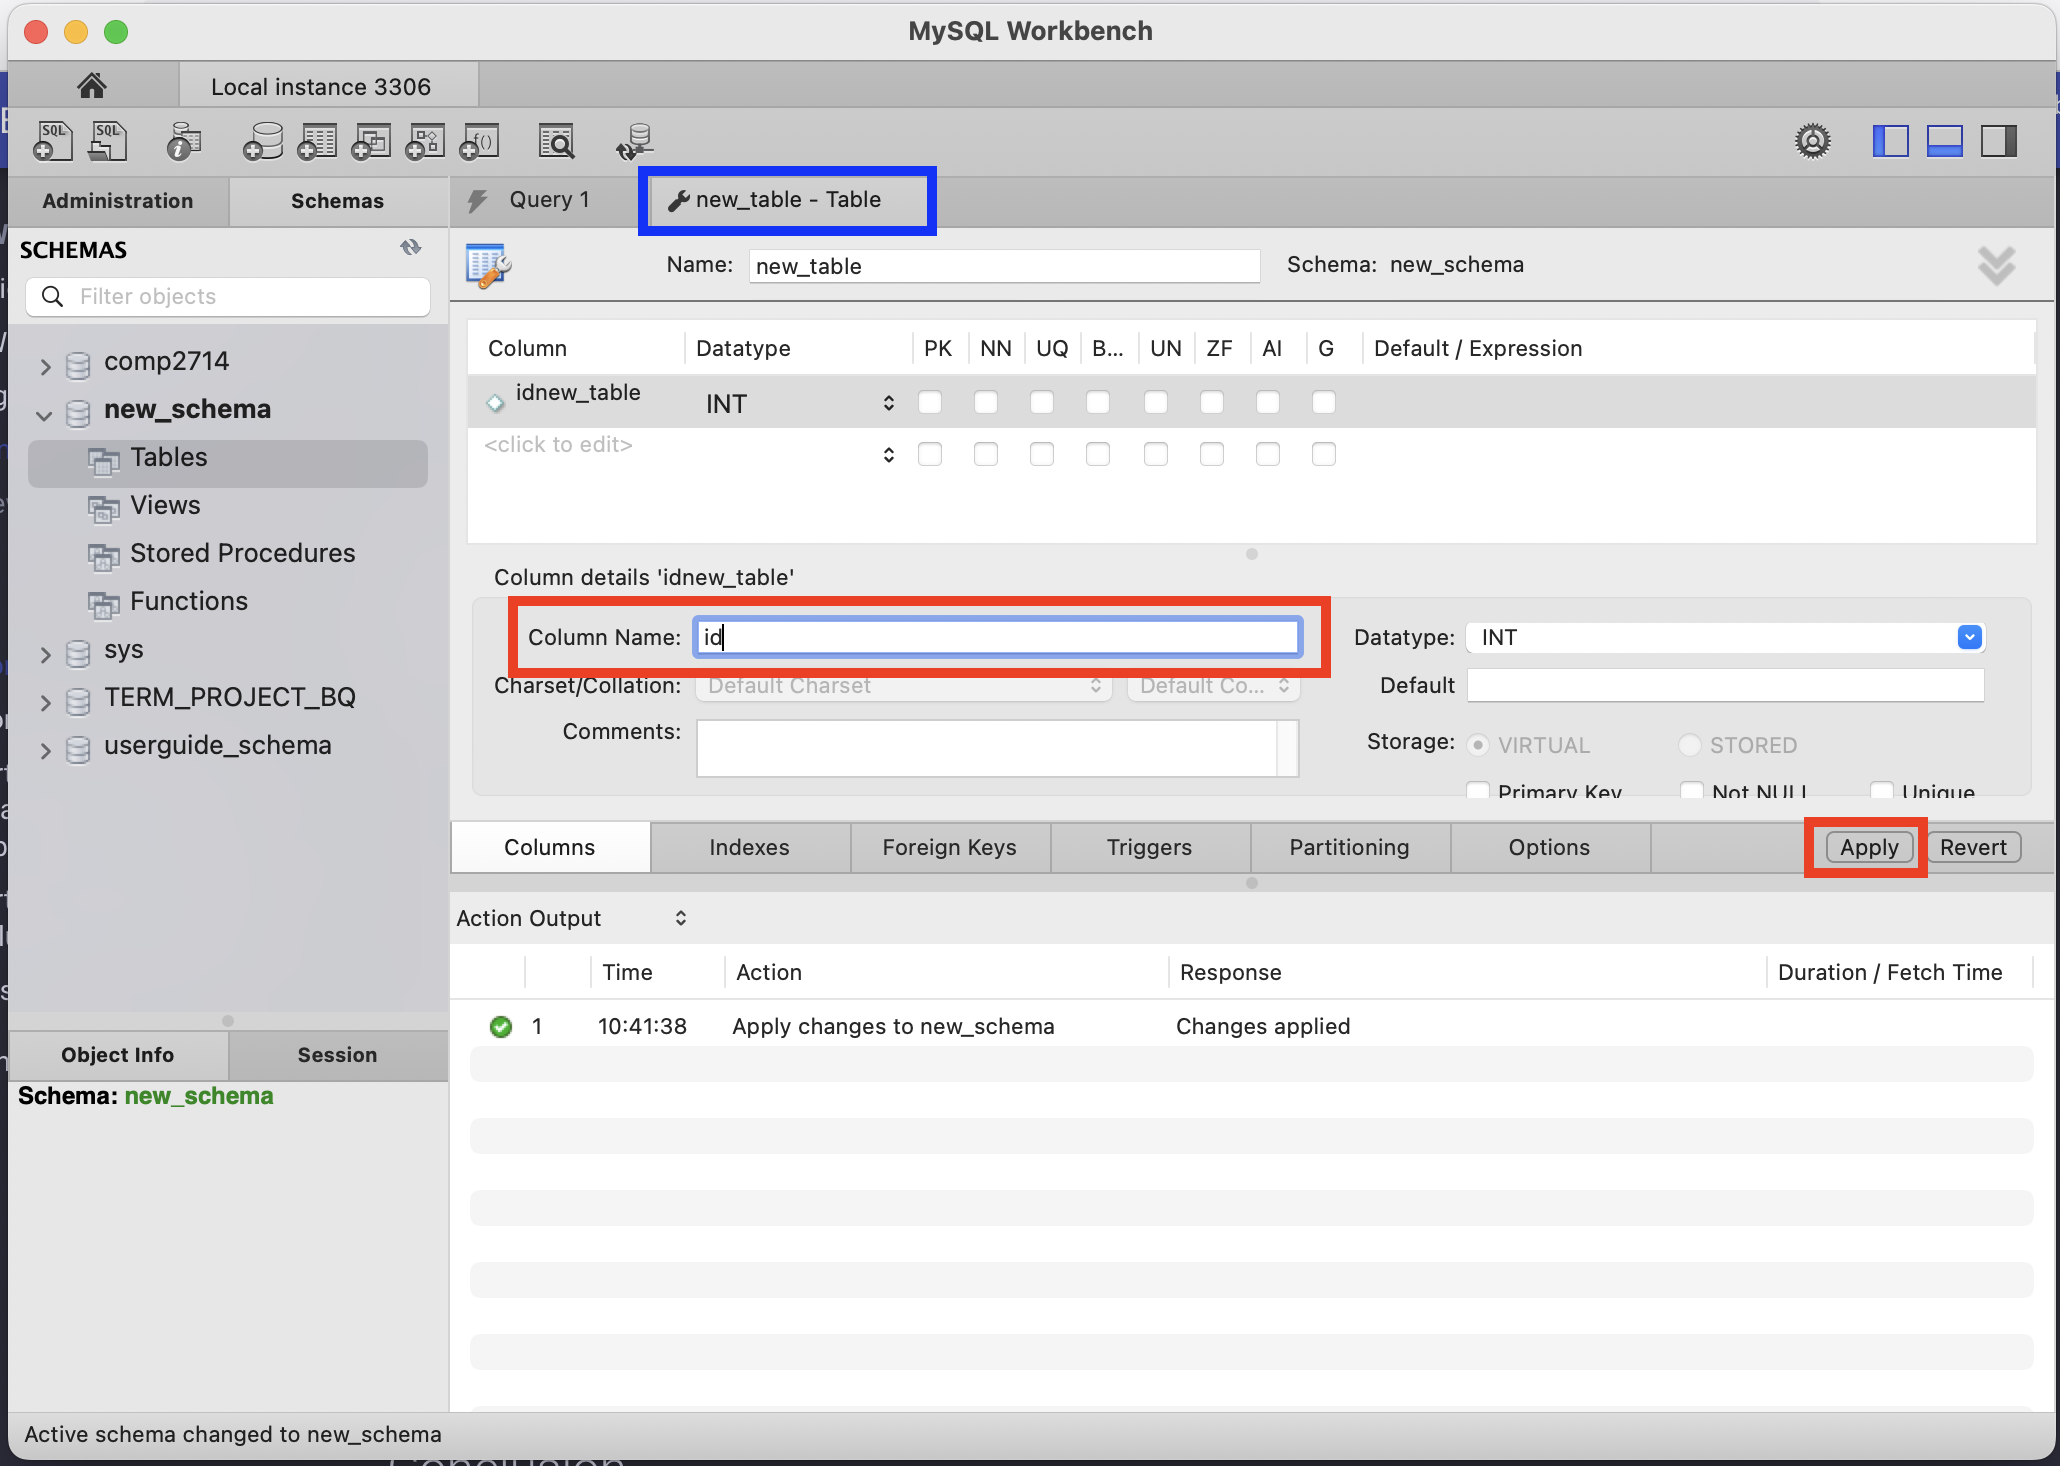 MySQL Workbench
Local instance 3306
SQL SQL
Administration Schemas
Query 1
new_table - Table
SCHEMAS
Filter objects
comp2714
new_schema
Tables
Views
Stored Procedures
Functions
sys
TERM_PROJECT_BQ
userguide_schema
Name: new_table Schema: new_schema
Column Datatype PK NN UQ B... UN ZF AI G Default / Expression
idnew_table INT
<click to edit>
Column details 'idnew_table'
Column Name: id Datatype: INT
Charset/Collation: Default Charset Default Co... Default
Comments: Storage: VIRTUAL STORED
Primary Key Not NULL Unique
Columns Indexes Foreign Keys Triggers Partitioning Options Apply Revert
Action Output
Time Action Response Duration / Fetch Time
1 10:41:38 Apply changes to new_schema Changes applied
Object Info Session
Schema: new_schema
Active schema changed to new_schema
Conclusion